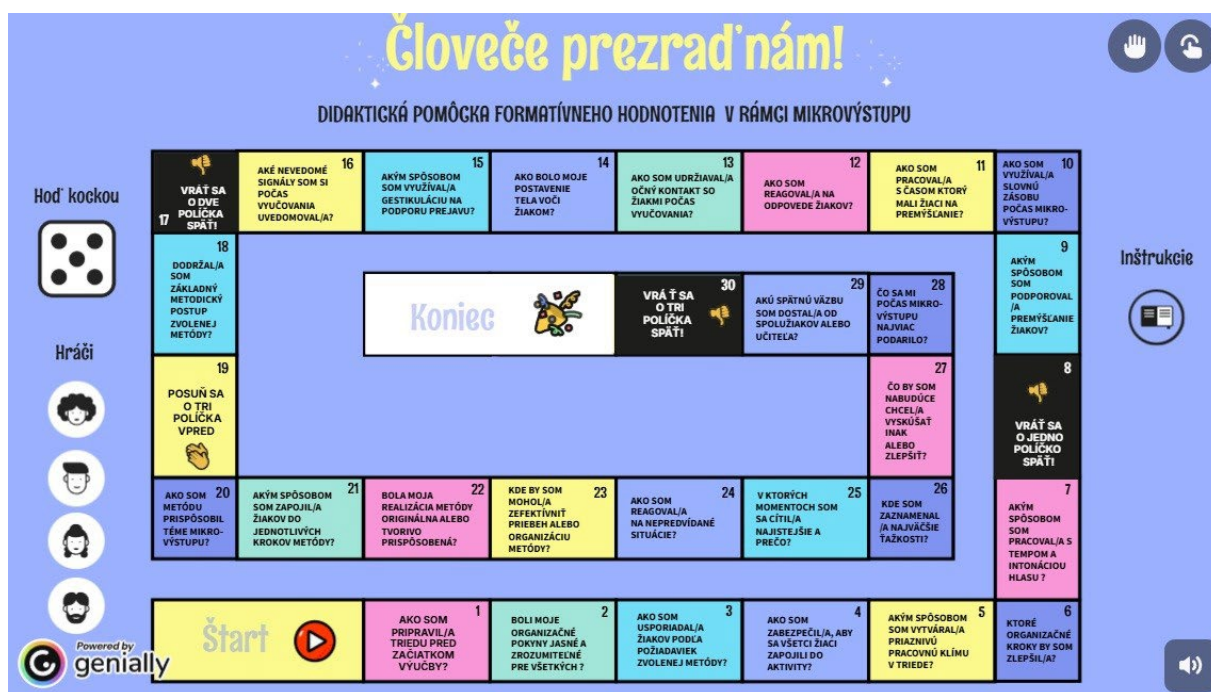 Človeče prezraď nám!
DIDAKTICKÁ POMÔCKA FORMATÍVNEHO HODNOTENIA V RÁMCI MIKROVÝSTUPU
Hoď kockou
Hráči
Inštrukcie
17
VRÁŤ SA
O DVE
POLÍČKA
SPÄŤ!
16
AKÉ NEVEDOMÉ
SIGNÁLY SOM SI
POČAS
VYUČOVANIA
UVEDOMOVAL/A?
15
AKÝM SPÔSOBOM
SOM VYUŽÍVAL/A
GESTIKULÁCIU NA
PODPORU PREJAVU?
14
AKO BOLO MOJE
POSTAVENIE
TELA VOČI
ŽIAKOM?
13
AKO SOM UDRŽIAVAL/A
OČNÝ KONTAKT SO
ŽIAKMI POČAS
VYUČOVANIA?
12
AKO SOM
REAGOVAL/A NA
ODPOVEDE ŽIAKOV?
11
AKO SOM
PRACOVAL/A
S ČASOM KTORÝ
MALI ŽIACI NA
PREMÝŠĽANIE?
10
AKO SOM
VYUŽÍVAL/A
SLOVNÚ
ZÁSOBU
POČAS MIKRO-
VÝSTUPU?
18
DODRŽAL/A
SOM
ZÁKLADNÝ
METODICKÝ
POSTUP
ZVOLENEJ
METÓDY?
Koniec
30
VRÁ Ť SA
O TRI
POLÍČKA
SPÄŤ!
29
AKÚ SPÄTNÚ VÄZBU
SOM DOSTAL/A OD
SPOLUŽIAKOV ALEBO
UČITEĽA?
28
ČO SA MI
POČAS MIKRO-
VÝSTUPU
NAJVIAC
PODARILO?
9
AKÝM
SPÔSOBOM
SOM
PODPOROVAL
/A
PREMÝŠĽANIE
ŽIAKOV?
19
POSUŇ SA
O TRI
POLÍČKA
VPRED
27
ČO BY SOM
NABUDÚCE
CHCEL/A
VYSKÚŠAŤ
INAK
ALEBO
ZLEPŠIŤ?
8
VRÁŤ SA
O JEDNO
POLÍČKO
SPÄŤ!
20
AKO SOM
METÓDU
PRISPÔSOBIL
TÉME MIKRO-
VÝSTUPU?
21
AKÝM SPÔSOBOM
SOM ZAPOJIL/A
ŽIAKOV DO
JEDNOTLIVÝCH
KROKOV METÓDY?
22
BOLA MOJA
REALIZÁCIA METÓDY
ORIGINÁLNA ALEBO
TVORIVO
PRISPÔSOBENÁ?
23
KDE BY SOM
MOHOL/A
ZEFEKTÍVNIŤ
PRIEBEH ALEBO
ORGANIZÁCIU
METÓDY?
24
AKO SOM
REAGOVAL/A
NA NEPREDVÍDANÉ
SITUÁCIE?
25
V KTORÝCH
MOMENTOCH SOM
SA CÍTIL/A
NAJISTEJŠIE A
PREČO?
26
KDE SOM
ZAZNAMENAL
/A NAJVÄČŠIE
ŤAŽKOSTI?
7
AKÝM
SPÔSOBOM
SOM
PRACOVAL/A S
TEMPOM A
INTONÁCIOU
HLASU ?
Štart
1
AKO SOM
PRIPRAVIL/A
TRIEDU PRED
ZAČIATKOM
VÝUČBY?
2
BOLI MOJE
ORGANIZAČNÉ
POKYNY JASNÉ A
ZROZUMITEĽNÉ
PRE VŠETKÝCH ?
3
AKO SOM
USPORIADAL/A
ŽIAKOV PODĽA
POŽIADAVIEK
ZVOLENEJ METÓDY?
4
AKO SOM
ZABEZPEČIL/A, ABY
SA VŠETCI ŽIACI
ZAPOJILI DO
AKTIVITY?
5
AKÝM SPÔSOBOM
SOM VYTVÁRAL/A
PRIAZNIVÚ
PRACOVNÚ KLÍMU
V TRIEDE?
6
KTORÉ
ORGANIZAČNÉ
KROKY BY SOM
ZLEPŠIL/A?
Powered by
genially